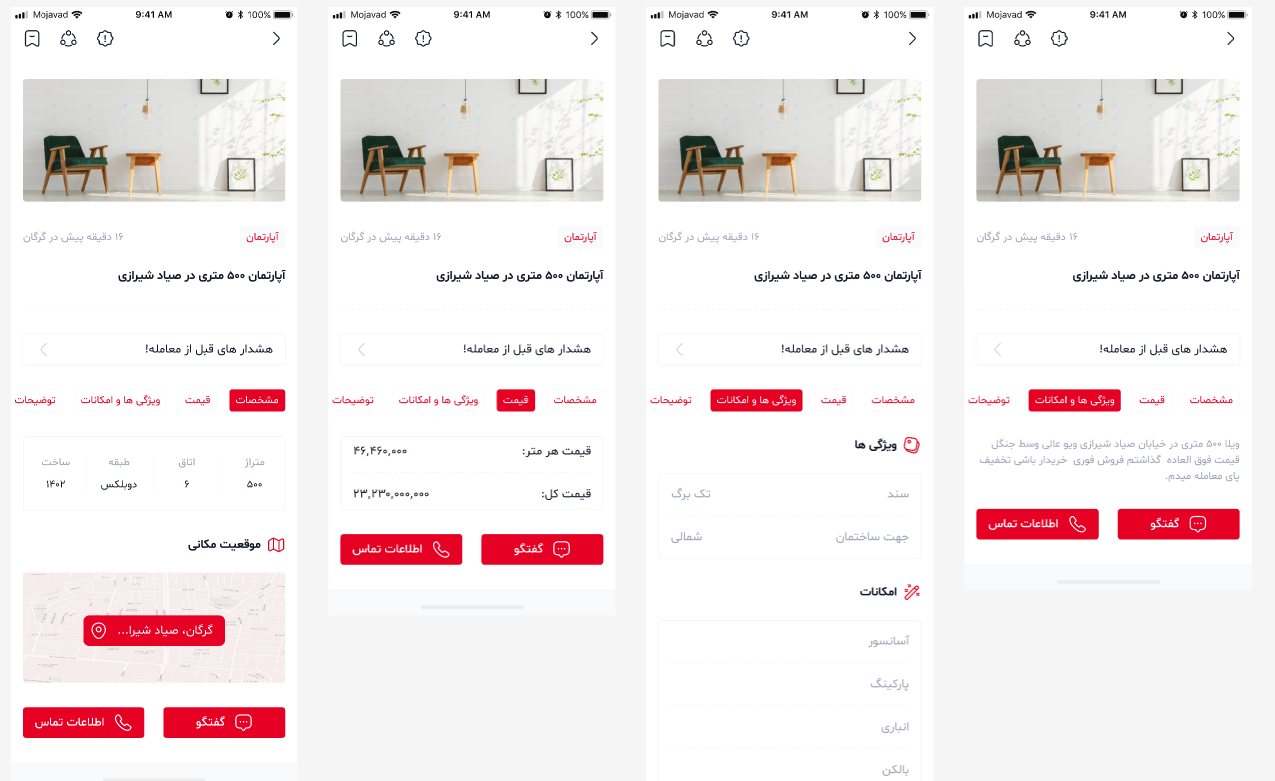 Mojavad 9:41 AM 100%
۱۶ دقیقه پیش در گرگان
آپارتمان
آپارتمان ۵۰۰ متری در صیاد شیرازی
هشدار های قبل از معامله!
مشخصات قیمت ویژگی ها و امکانات توضیحات
متراژ اتاق طبقه ساخت
۵۰۰ ۶ دوبلکس ۱۴۰۲
موقعیت مکانی
گرگان، صیاد شیرا...
گفتگو اطلاعات تماس
Mojavad 9:41 AM 100%
۱۶ دقیقه پیش در گرگان
آپارتمان
آپارتمان ۵۰۰ متری در صیاد شیرازی
هشدار های قبل از معامله!
مشخصات قیمت ویژگی ها و امکانات توضیحات
قیمت هر متر: ۴۶,۴۶۰,۰۰۰
قیمت کل: ۲۳,۲۳۰,۰۰۰,۰۰۰
گفتگو اطلاعات تماس
Mojavad 9:41 AM 100%
۱۶ دقیقه پیش در گرگان
آپارتمان
آپارتمان ۵۰۰ متری در صیاد شیرازی
هشدار های قبل از معامله!
مشخصات قیمت ویژگی ها و امکانات توضیحات
ویژگی ها
سند تک برگ
جهت ساختمان شمالی
امکانات
آسانسور
پارکینگ
انباری
بالکن
Mojavad 9:41 AM 100%
۱۶ دقیقه پیش در گرگان
آپارتمان
آپارتمان ۵۰۰ متری در صیاد شیرازی
هشدار های قبل از معامله!
مشخصات قیمت ویژگی ها و امکانات توضیحات
ویلا ۵۰۰ متری در خیابان صیاد شیرازی ویو عالی وسط جنگل
قیمت فوق العاده گذاشتم فروش فوری خریدار باشی تخفیف
پای معامله میدم.
گفتگو اطلاعات تماس